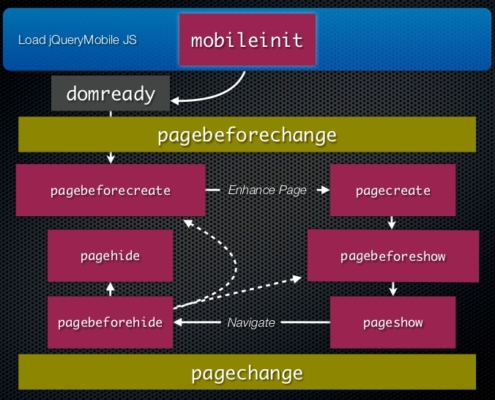 Load jQueryMobile JS
mobileinit
domready
pagebeforechange
pagebeforecreate
Enhance Page
pagecreate
pagehide
pagebeforeshow
pagebeforehide
Navigate
pageshow
pagechange